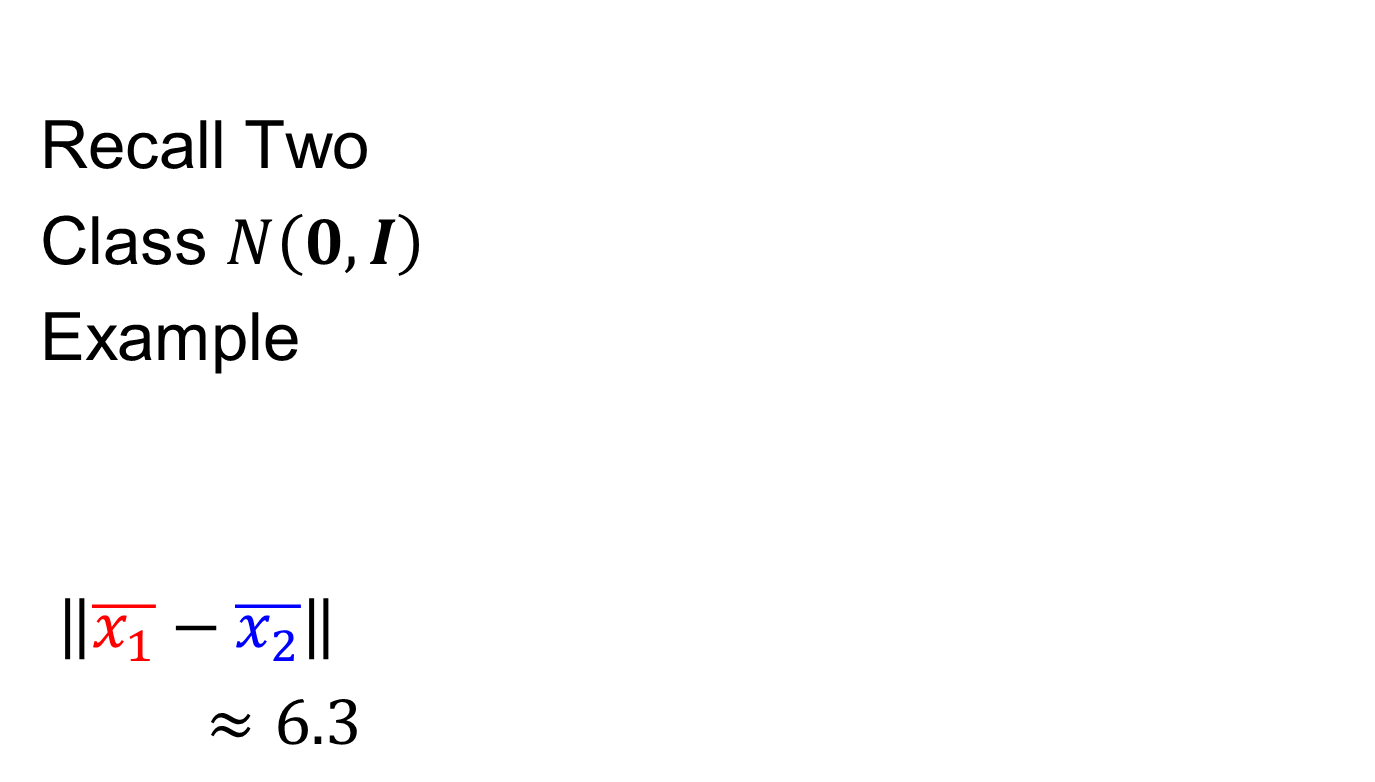 Recall Two
Class 𝑁(𝟎, 𝑰)
Example
‖x̅₁ − x̅₂‖
≈ 6.3